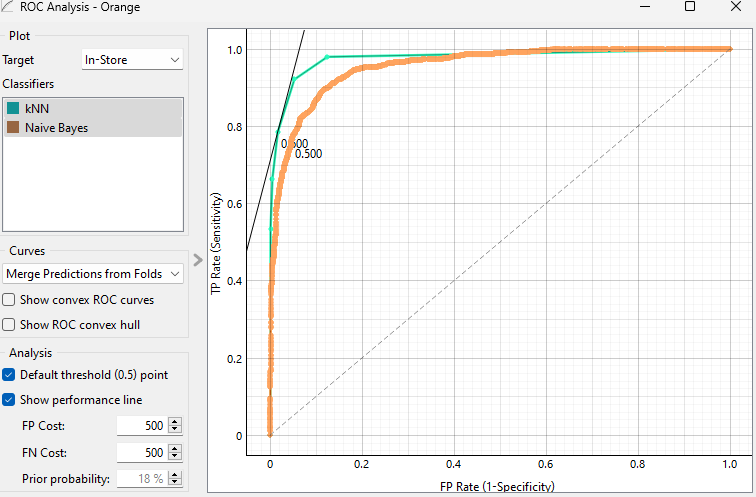 ROC Analysis - Orange
Plot
Target In-Store
Classifiers
kNN
Naive Bayes
Curves
Merge Predictions from Folds
Show convex ROC curves
Show ROC convex hull
Analysis
Default threshold (0.5) point
Show performance line
FP Cost: 500
FN Cost: 500
Prior probability: 18 %
TP Rate (Sensitivity)
1.0
0.8
0.6
0.4
0.2
0
0.500
0.500
0 0.2 0.4 0.6 0.8 1.0
FP Rate (1-Specificity)